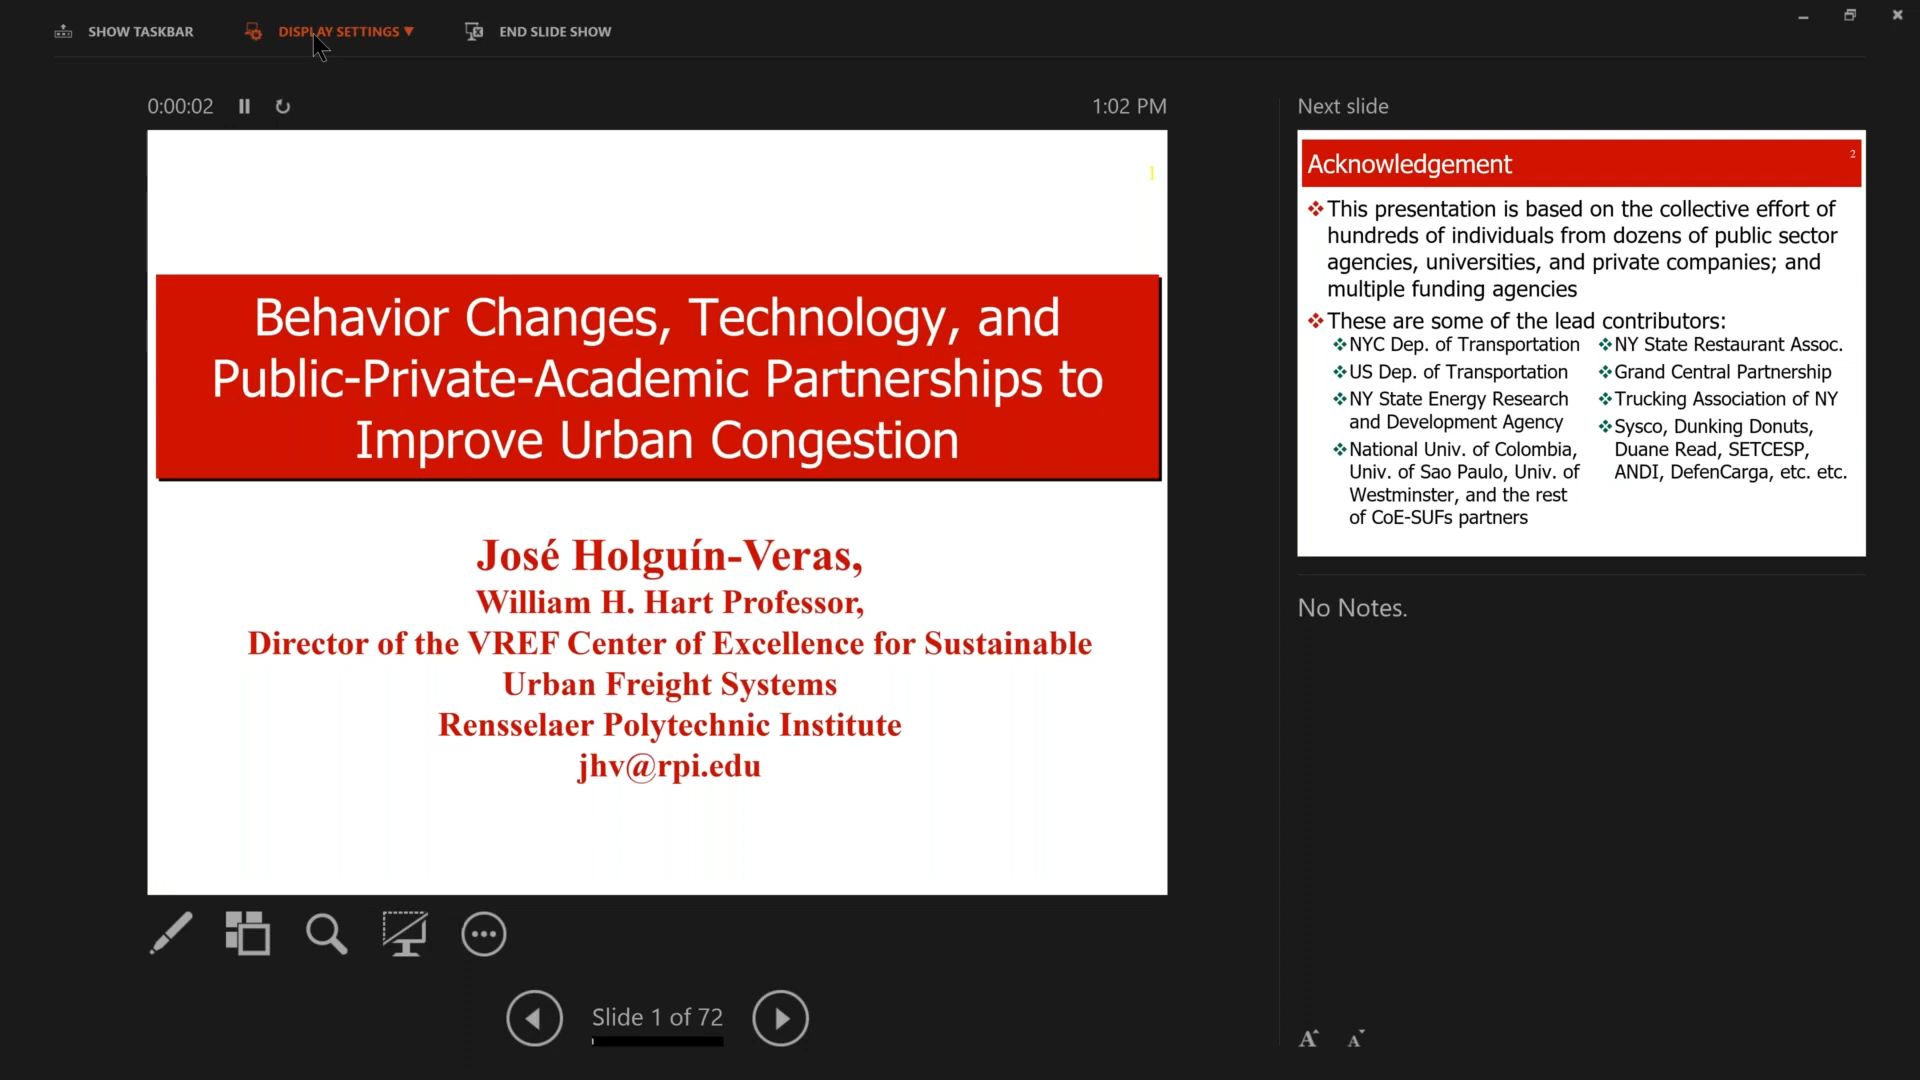 SHOW TASKBAR
DISPLAY SETTINGS ▼
END SLIDE SHOW
0:00:02
1:02 PM
1
Behavior Changes, Technology, and
Public-Private-Academic Partnerships to
Improve Urban Congestion
José Holguín-Veras,
William H. Hart Professor,
Director of the VREF Center of Excellence for Sustainable
Urban Freight Systems
Rensselaer Polytechnic Institute
jhv@rpi.edu
Slide 1 of 72
Next slide
Acknowledgement
2
❖This presentation is based on the collective effort of
hundreds of individuals from dozens of public sector
agencies, universities, and private companies; and
multiple funding agencies
❖These are some of the lead contributors:
❖NYC Dep. of Transportation
❖US Dep. of Transportation
❖NY State Energy Research
and Development Agency
❖National Univ. of Colombia,
Univ. of Sao Paulo, Univ. of
Westminster, and the rest
of CoE-SUFs partners
❖NY State Restaurant Assoc.
❖Grand Central Partnership
❖Trucking Association of NY
❖Sysco, Dunking Donuts,
Duane Read, SETCESP,
ANDI, DefenCarga, etc. etc.
No Notes.
A A